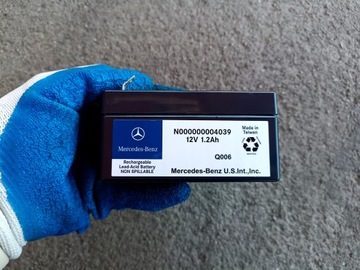 N000000004039
12V 1.2Ah
Made in
Taiwan
Mercedes-Benz
Rechargeable
Lead-Acid Battery
NON SPILLABLE
Q006
Mercedes-Benz U.S.Int.,Inc.